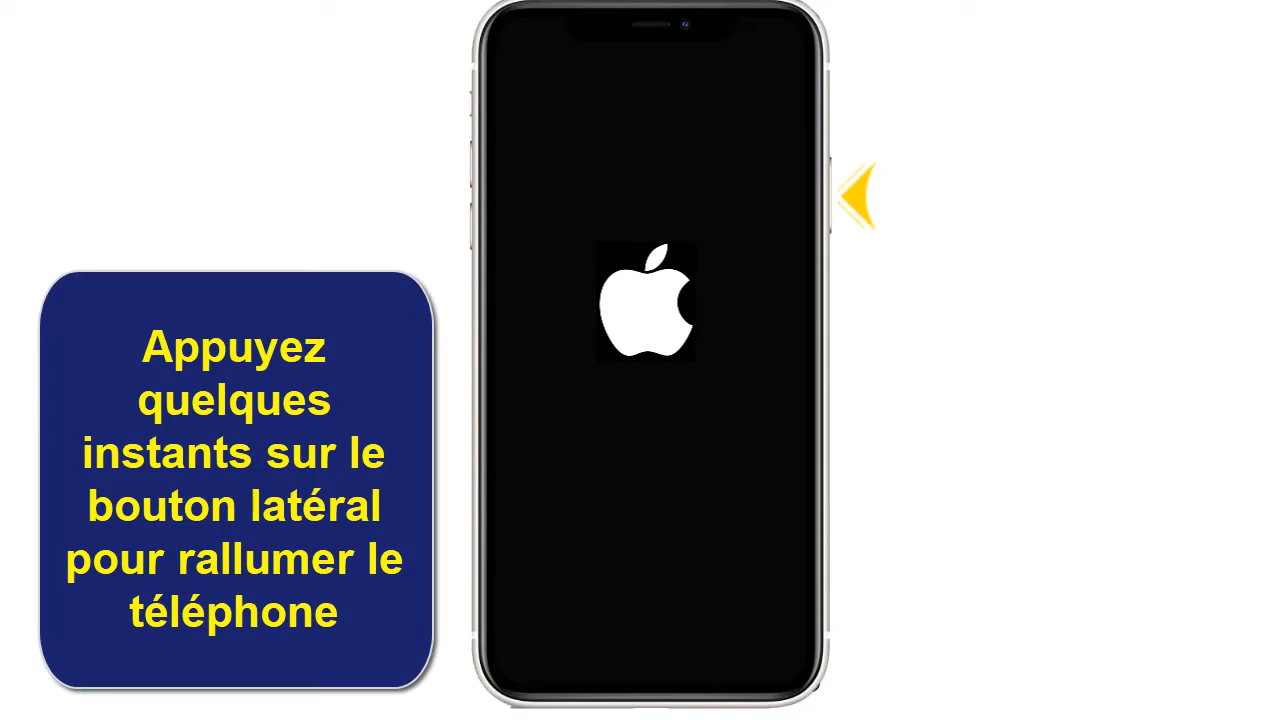 Appuyez
quelques
instants sur le
bouton latéral
pour rallumer le
téléphone